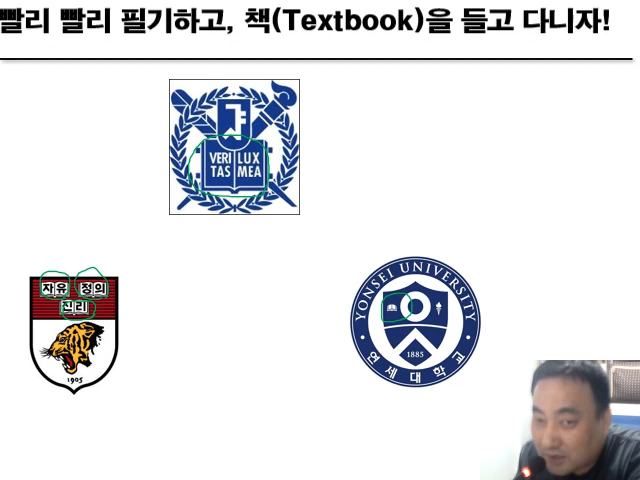 빨리 빨리 필기하고, 책(Textbook)을 들고 다니자!
VERI LUX
TAS MEA
자유 정의
진리
1905
YONSEI UNIVERSITY
1885
연세대학교